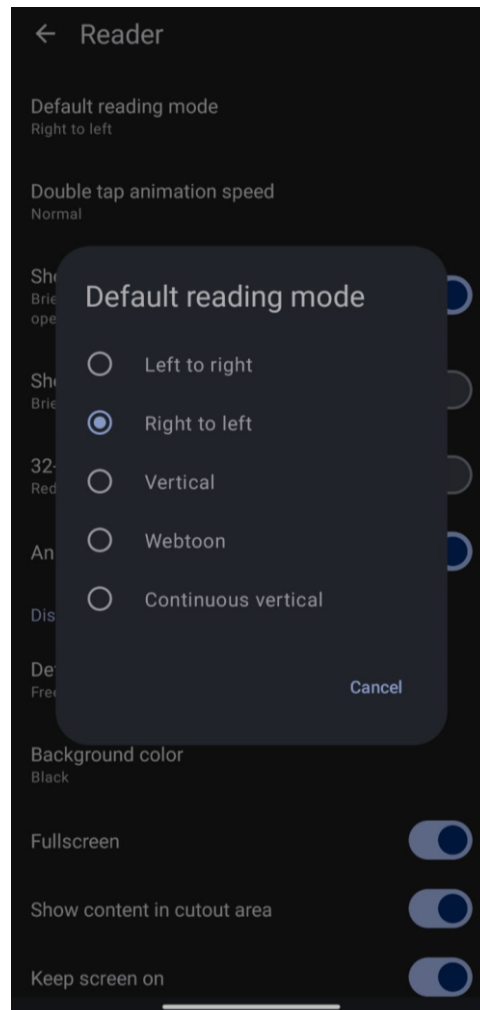 Reader
Default reading mode
Right to left
Double tap animation speed
Normal
Default reading mode
Left to right
Right to left
Vertical
Webtoon
Continuous vertical
Cancel
Background color
Black
Fullscreen
Show content in cutout area
Keep screen on